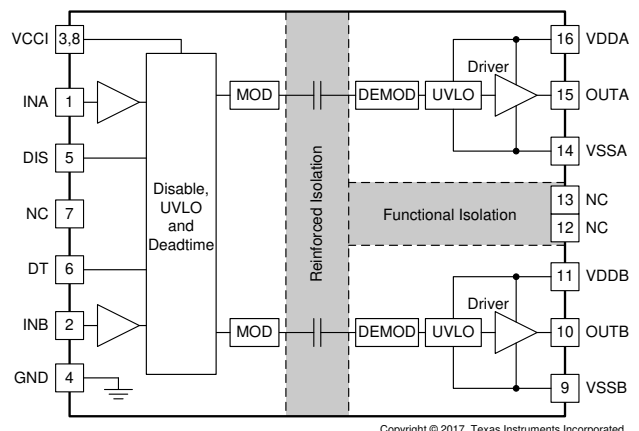 VCCI 3,8
INA 1
DIS 5
NC 7
DT 6
INB 2
GND 4
Disable,
UVLO
and
Deadtime
MOD
MOD
Reinforced Isolation
DEMOD UVLO
Driver
16 VDDA
15 OUTA
14 VSSA
Functional Isolation
13 NC
12 NC
DEMOD UVLO
Driver
11 VDDB
10 OUTB
9 VSSB
Copyright © 2017, Texas Instruments Incorporated